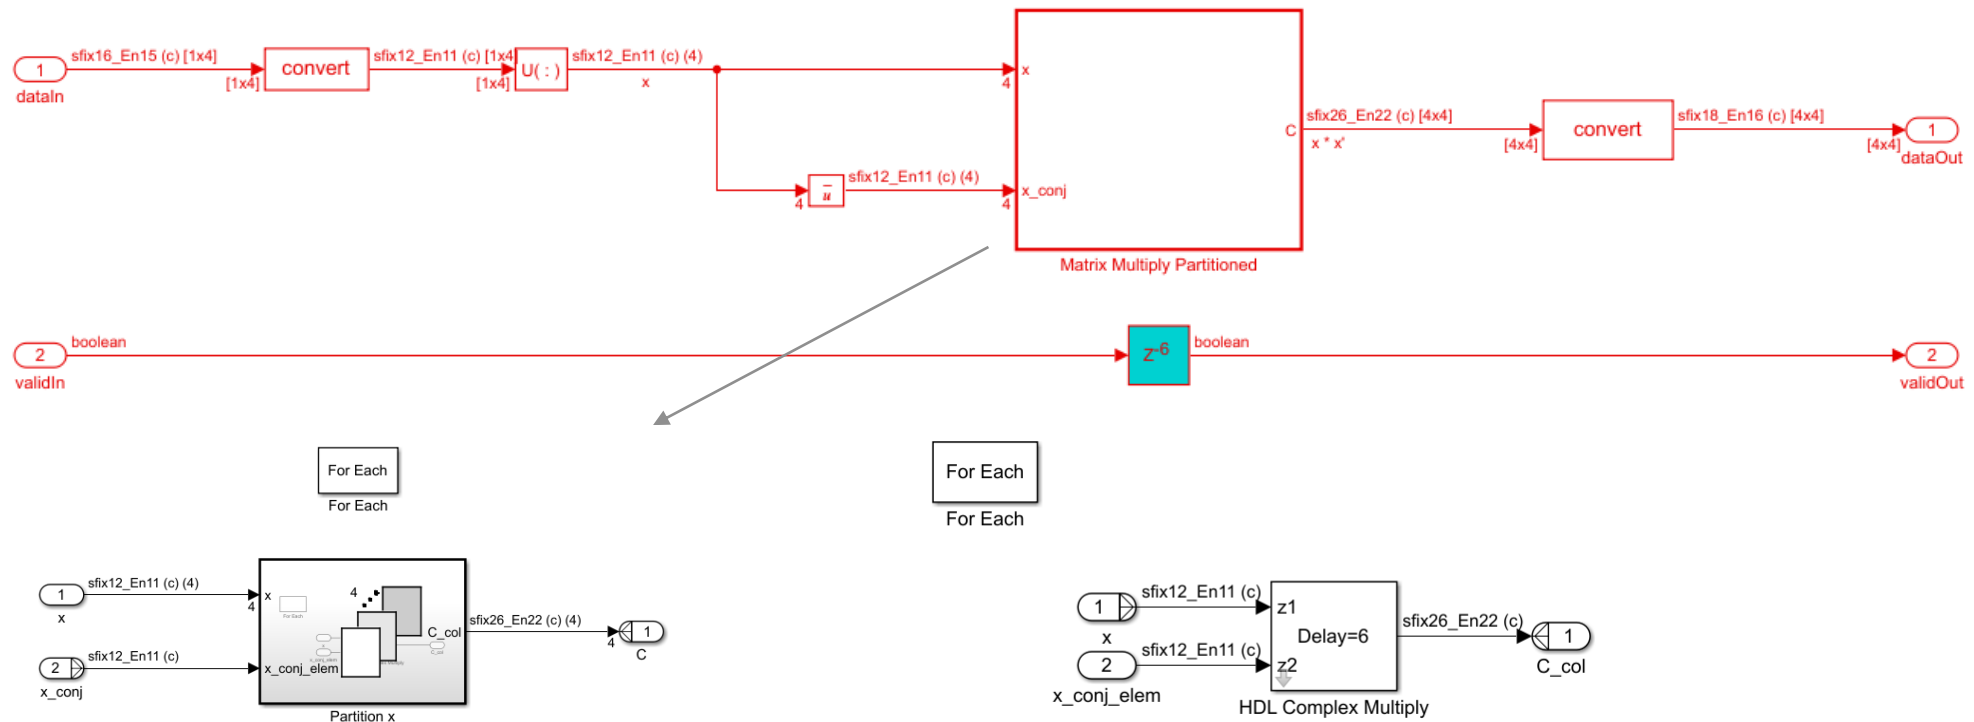 sfix16_En15 (c) [1x4]
sfix12_En11 (c) [1x4]
sfix12_En11 (c) (4)
1
convert
U( : )
x
[1x4]
[1x4]
4
x
dataIn
sfix26_En22 (c) [4x4]
sfix18_En16 (c) [4x4]
C
convert
1
x * x'
[4x4]
[4x4]
dataOut
sfix12_En11 (c) (4)
u
x_conj
4
4
Matrix Multiply Partitioned
boolean
boolean
2
Z-6
2
validIn
validOut
For Each
For Each
For Each
For Each
sfix12_En11 (c) (4)
1
x
4
x
4
For Each
sfix26_En22 (c) (4)
C_col
1
4
C
sfix12_En11 (c)
2
x_conj_elem
x_conj
Partition x
sfix12_En11 (c)
1
z1
x
sfix26_En22 (c)
Delay=6
1
sfix12_En11 (c)
2
z2
C_col
x_conj_elem
HDL Complex Multiply